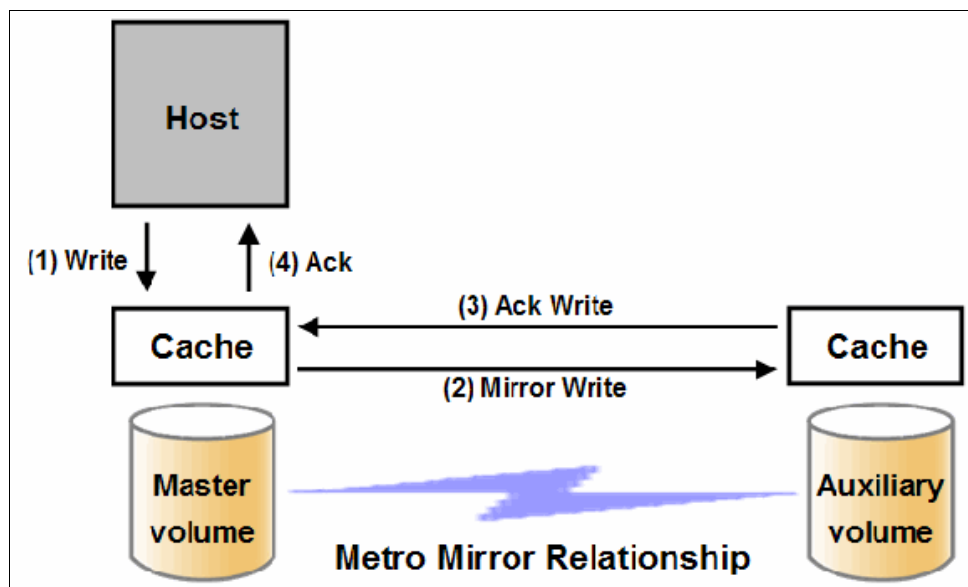 Host
(1) Write
(4) Ack
(3) Ack Write
Cache
Cache
(2) Mirror Write
Master
volume
Auxiliary
volume
Metro Mirror Relationship